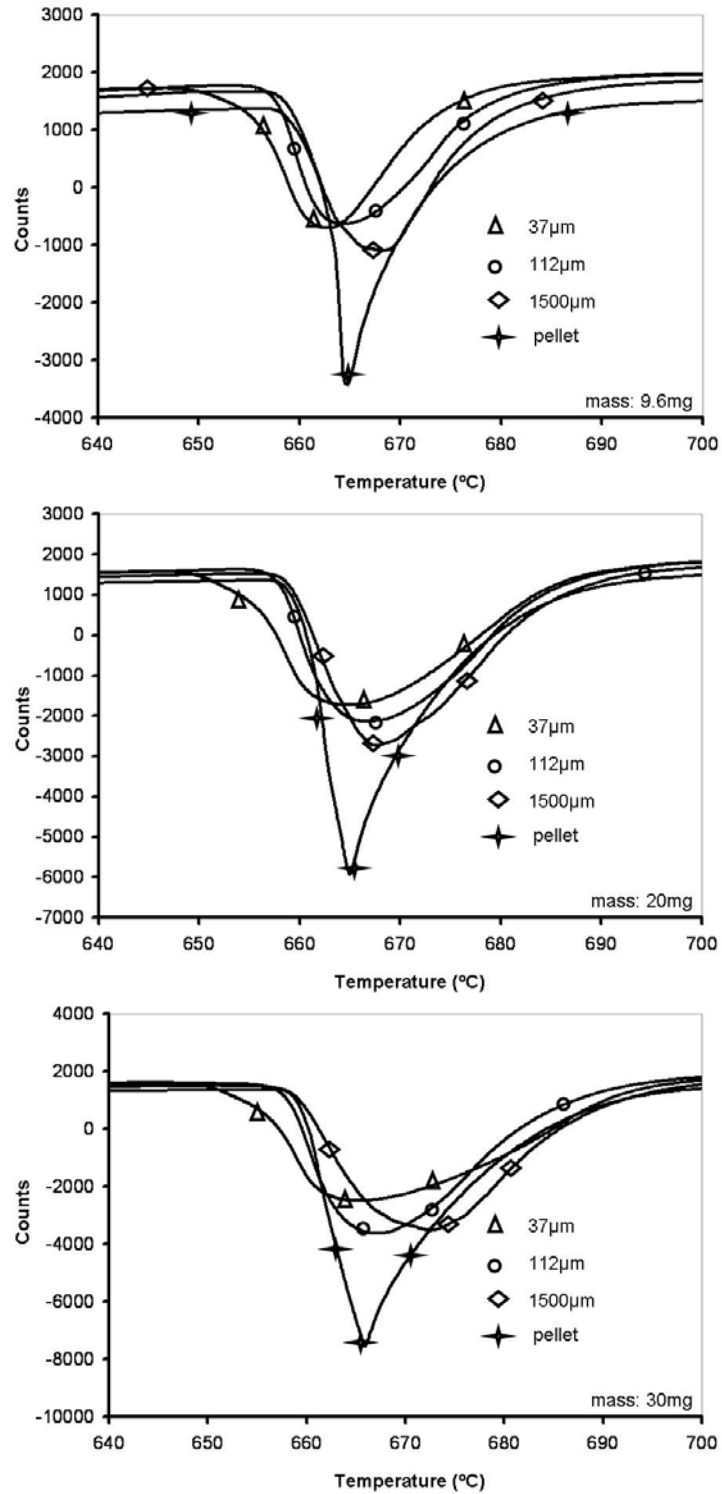 3000
2000
1000
0
-1000
-2000
-3000
-4000
Counts
37µm
112µm
1500µm
pellet
mass: 9.6mg
640 650 660 670 680 690 700
Temperature (ºC)
3000
2000
1000
0
-1000
-2000
-3000
-4000
-5000
-6000
-7000
Counts
37µm
112µm
1500µm
pellet
mass: 20mg
640 650 660 670 680 690 700
Temperature (ºC)
4000
2000
0
-2000
-4000
-6000
-8000
-10000
Counts
37µm
112µm
1500µm
pellet
mass: 30mg
640 650 660 670 680 690 700
Temperature (ºC)